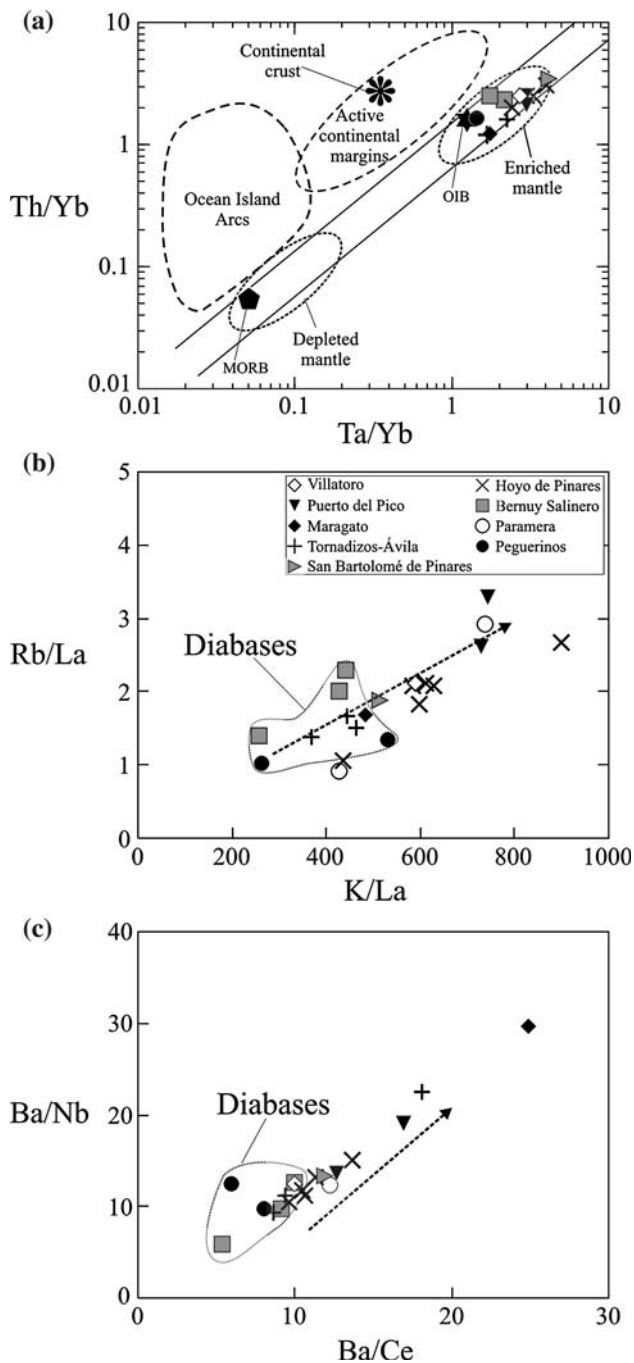 (a)
10
1
0.1
0.01
Th/Yb
Continental
crust
Active
continental
margins
Ocean Island
Arcs
OIB
Enriched
mantle
MORB
Depleted
mantle
0.01
0.1
1
10
Ta/Yb
(b)
5
4
3
2
1
0
Rb/La
Villatoro
Puerto del Pico
Maragato
Tornadizos-Ávila
San Bartolomé de Pinares
Hoyo de Pinares
Bernuy Salinero
Paramera
Peguerinos
Diabases
0
200
400
600
800
1000
K/La
(c)
40
30
20
10
0
Ba/Nb
Diabases
0
10
20
30
Ba/Ce